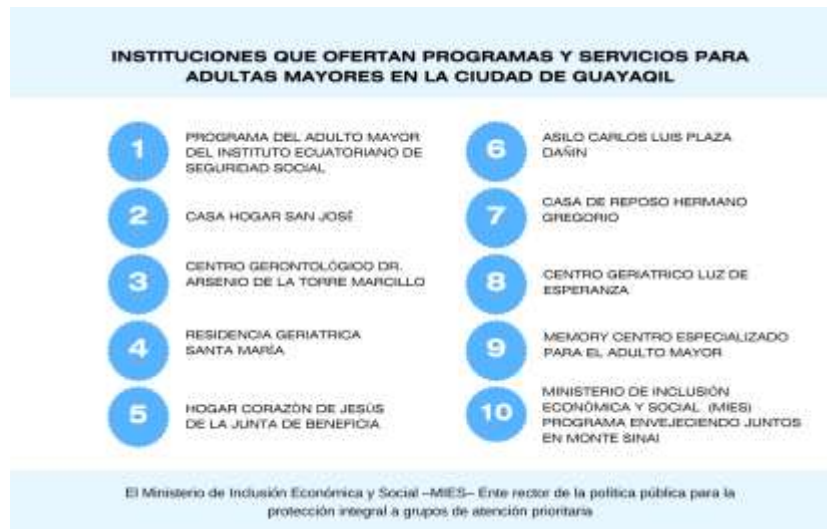 INSTITUCIONES QUE OFERTAN PROGRAMAS Y SERVICIOS PARA
ADULTAS MAYORES EN LA CIUDAD DE GUAYAQIL
1
PROGRAMA DEL ADULTO MAYOR
DEL INSTITUTO ECUATORIANO DE
SEGURIDAD SOCIAL
2
CASA HOGAR SAN JOSÉ
3
CENTRO GERONTOLÓGICO DR.
ARSENIO DE LA TORRE MARCILLO
4
RESIDENCIA GERIATRICA
SANTA MARÍA
5
HOGAR CORAZÓN DE JESÚS
DE LA JUNTA DE BENEFICIA
6
ASILO CARLOS LUIS PLAZA
DAÑIN
7
CASA DE REPOSO HERMANO
GREGORIO
8
CENTRO GERIATRICO LUZ DE
ESPERANZA
9
MEMORY CENTRO ESPECIALIZADO
PARA EL ADULTO MAYOR
10
MINISTERIO DE INCLUSIÓN
ECONÓMICA Y SOCIAL (MIES)
PROGRAMA ENVEJECIENDO JUNTOS
EN MONTE SINAI
El Ministerio de Inclusión Económica y Social –MIES– Ente rector de la política pública para la
protección integral a grupos de atención prioritaria